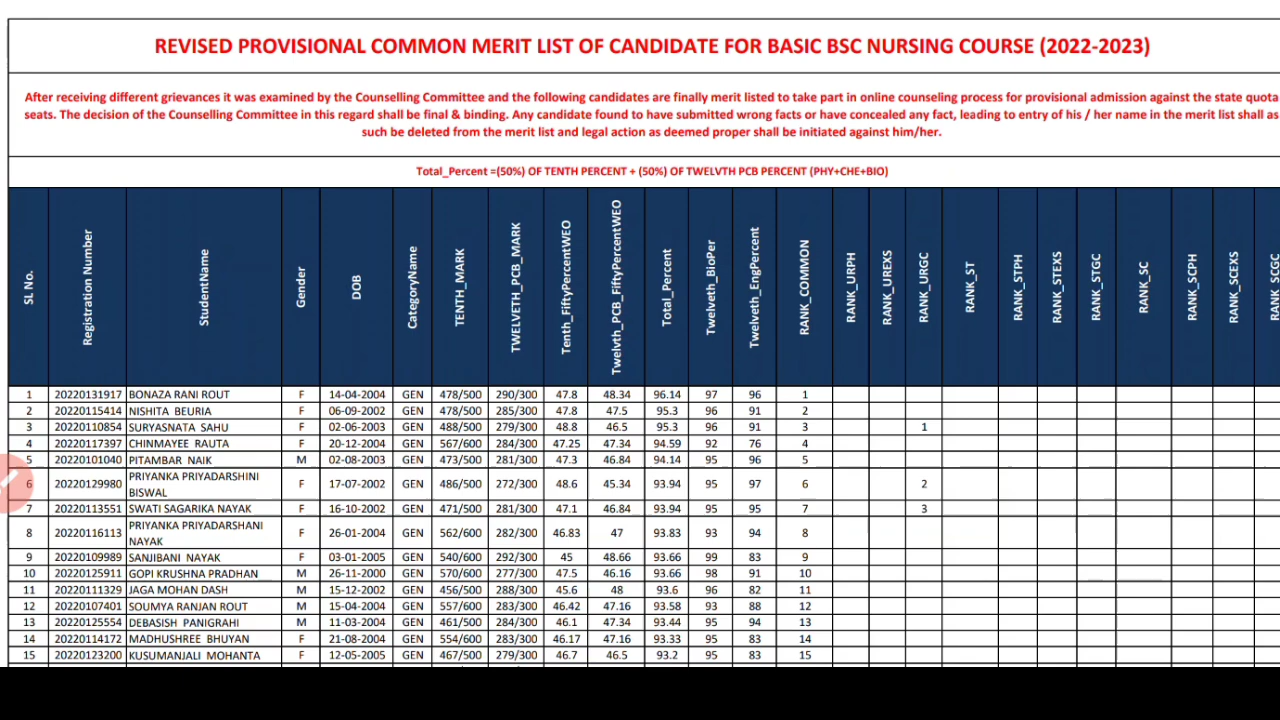 REVISED PROVISIONAL COMMON MERIT LIST OF CANDIDATE FOR BASIC BSC NURSING COURSE (2022-2023)
After receiving different grievances it was examined by the Counselling Committee and the following candidates are finally merit listed to take part in online counseling process for provisional admission against the state quota
seats. The decision of the Counselling Committee in this regard shall be final & binding. Any candidate found to have submitted wrong facts or have concealed any fact, leading to entry of his / her name in the merit list shall as
such be deleted from the merit list and legal action as deemed proper shall be initiated against him/her.
Total_Percent =(50%) OF TENTH PERCENT + (50%) OF TWELVTH PCB PERCENT (PHY+CHE+BIO)
SL No. Registration Number StudentName Gender DOB CategoryName TENTH_MARK TWELVETH_PCB_MARK Tenth_FiftyPercentWEO Twelvth_PCB_FiftyPercentWEO Total_Percent Twelveth_BioPer Twelveth_EngPercent RANK_COMMON RANK_URPH RANK_UREXS RANK_URGC RANK_ST RANK_STPH RANK_STEXS RANK_STGC RANK_SC RANK_SCPH RANK_SCEXS RANK_SCGC
1 20220131917 BONAZA RANI ROUT F 14-04-2004 GEN 478/500 290/300 47.8 48.34 96.14 97 96 1
2 20220115414 NISHITA BEURIA F 06-09-2002 GEN 478/500 285/300 47.8 47.5 95.3 96 91 2
3 20220110854 SURYASNATA SAHU F 02-06-2003 GEN 488/500 279/300 48.8 46.5 95.3 96 91 3 1
4 20220117397 CHINMAYEE RAUTA F 20-12-2004 GEN 567/600 284/300 47.25 47.34 94.59 92 76 4
5 20220101040 PITAMBAR NAIK M 02-08-2003 GEN 473/500 281/300 47.3 46.84 94.14 95 96 5
6 20220129980 PRIYANKA PRIYADARSHINI BISWAL F 17-07-2002 GEN 486/500 272/300 48.6 45.34 93.94 95 97 6 2
7 20220113551 SWATI SAGARIKA NAYAK F 16-10-2002 GEN 471/500 281/300 47.1 46.84 93.94 95 95 7 3
8 20220116113 PRIYANKA PRIYADARSHANI NAYAK F 26-01-2004 GEN 562/600 282/300 46.83 47 93.83 93 94 8
9 20220109989 SANJIBANI NAYAK F 03-01-2005 GEN 540/600 292/300 45 48.66 93.66 99 83 9
10 20220125911 GOPI KRUSHNA PRADHAN M 26-11-2000 GEN 570/600 277/300 47.5 46.16 93.66 98 91 10
11 20220111329 JAGA MOHAN DASH M 15-12-2002 GEN 456/500 288/300 45.6 48 93.6 96 82 11
12 20220107401 SOUMYA RANJAN ROUT M 15-04-2004 GEN 557/600 283/300 46.42 47.16 93.58 93 88 12
13 20220125554 DEBASISH PANIGRAHI M 11-03-2004 GEN 461/500 284/300 46.1 47.34 93.44 95 94 13
14 20220114172 MADHUSHREE BHUYAN F 21-08-2004 GEN 554/600 283/300 46.17 47.16 93.33 95 83 14
15 20220123200 KUSUMANJALI MOHANTA F 12-05-2005 GEN 467/500 279/300 46.7 46.5 93.2 95 83 15